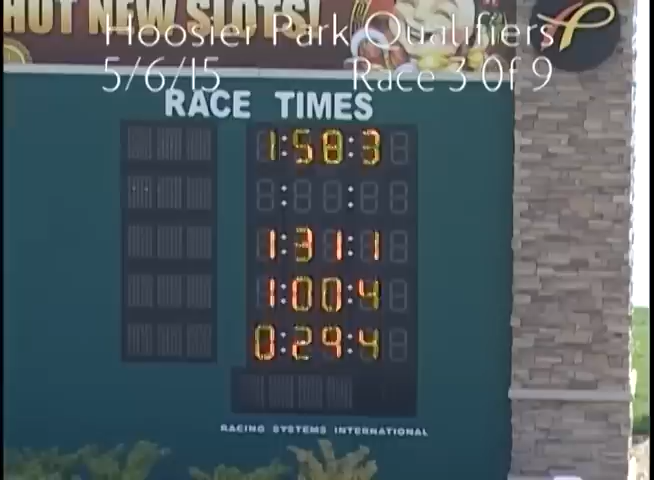 HOT NEW SLOTS!
Hoosier Park Qualifiers
5/6/15 Race 3 Of 9
RACE TIMES
1:58:3
: :
1:31:1
1:00:4
0:29:4
RACING SYSTEMS INTERNATIONAL